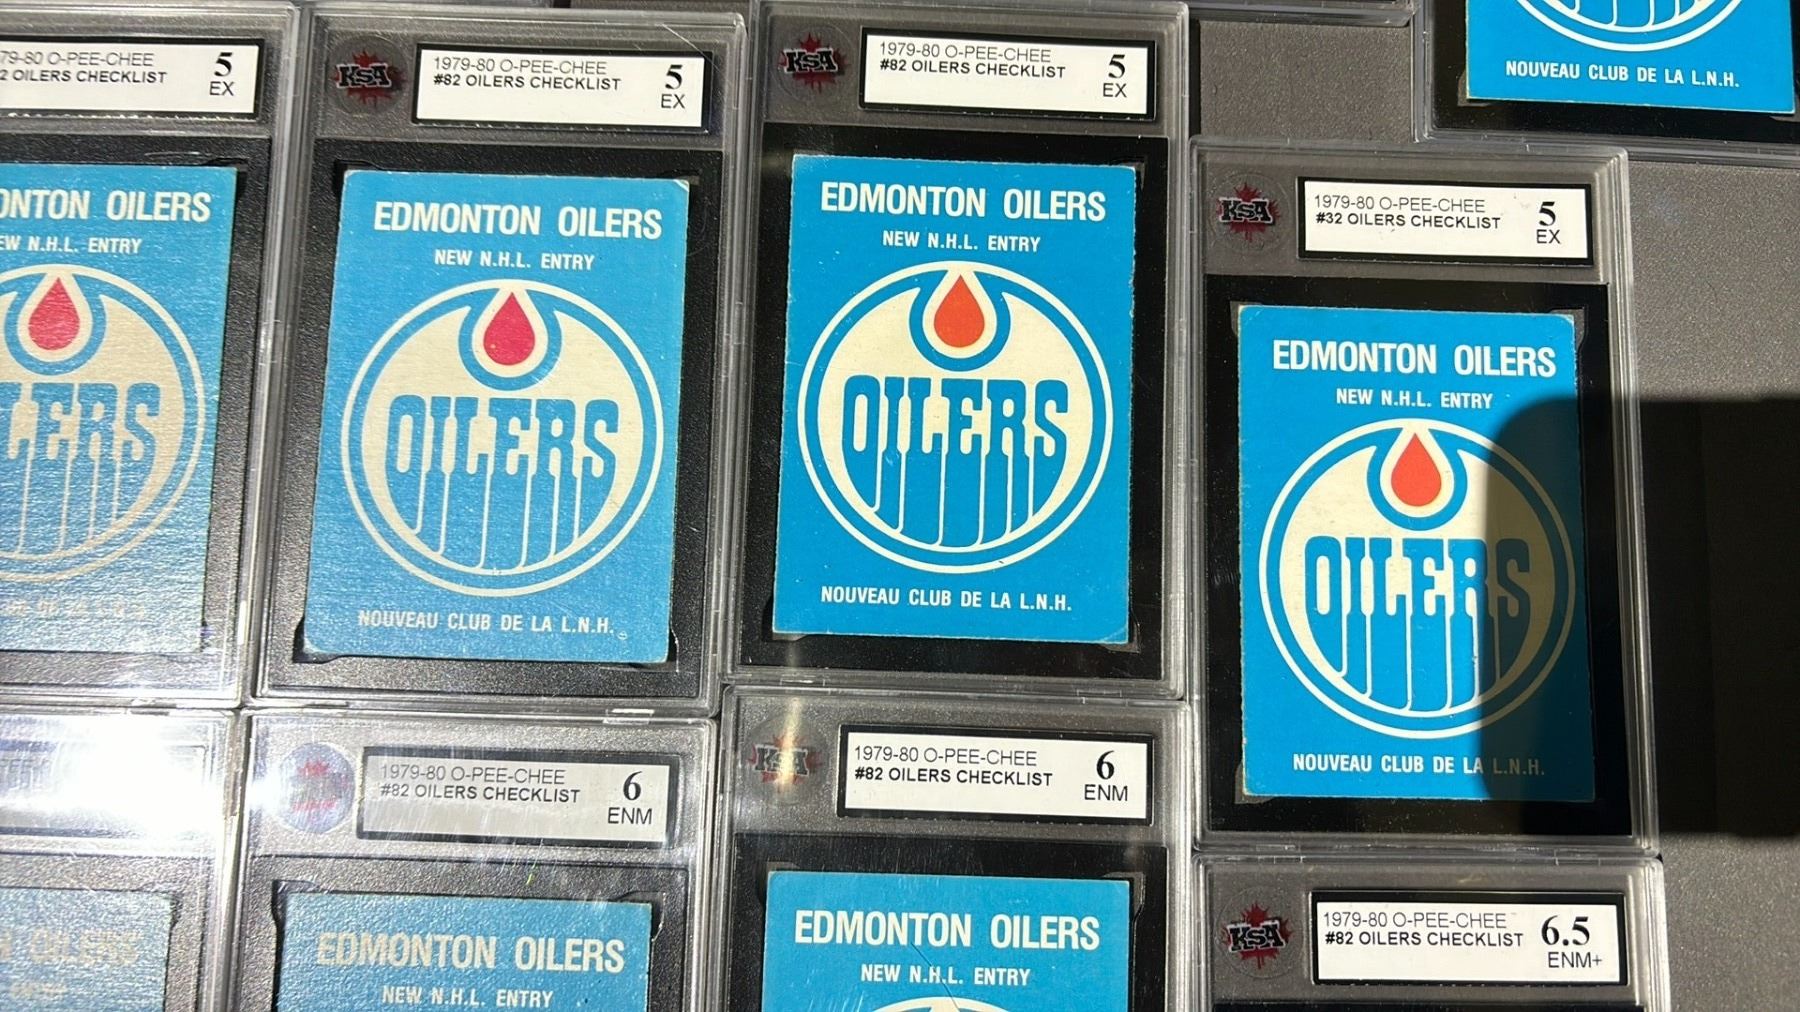 NOUVEAU CLUB DE LA L.N.H.
79-80 O-PEE-CHEE
2 OILERS CHECKLIST
5
EX
ONTON OILERS
EW N.H.L. ENTRY
LERS
KSA
1979-80 O-PEE-CHEE
#82 OILERS CHECKLIST
5
EX
EDMONTON OILERS
NEW N.H.L. ENTRY
OILERS
NOUVEAU CLUB DE LA L.N.H.
KSA
1979-80 O-PEE-CHEE
#82 OILERS CHECKLIST
5
EX
EDMONTON OILERS
NEW N.H.L. ENTRY
OILERS
NOUVEAU CLUB DE LA L.N.H.
KSA
1979-80 O-PEE-CHEE
#32 OILERS CHECKLIST
5
EX
EDMONTON OILERS
NEW N.H.L. ENTRY
OILERS
NOUVEAU CLUB DE LA L.N.H.
OILERS
1979-80 O-PEE-CHEE
#82 OILERS CHECKLIST
6
ENM
EDMONTON OILERS
NEW N.H.L. ENTRY
KSA
1979-80 O-PEE-CHEE
#82 OILERS CHECKLIST
6
ENM
EDMONTON OILERS
NEW N.H.L. ENTRY
KSA
1979-80 O-PEE-CHEE
#82 OILERS CHECKLIST
6.5
ENM+